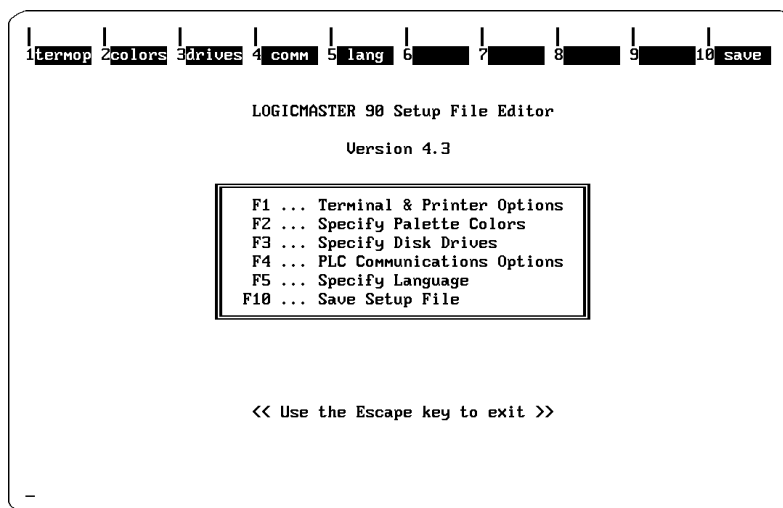 1termop 2colors 3drives 4 comm 5 lang 6 7 8 9 10 save
LOGICMASTER 90 Setup File Editor
Version 4.3
F1 ... Terminal & Printer Options
F2 ... Specify Palette Colors
F3 ... Specify Disk Drives
F4 ... PLC Communications Options
F5 ... Specify Language
F10 ... Save Setup File
<< Use the Escape key to exit >>
_